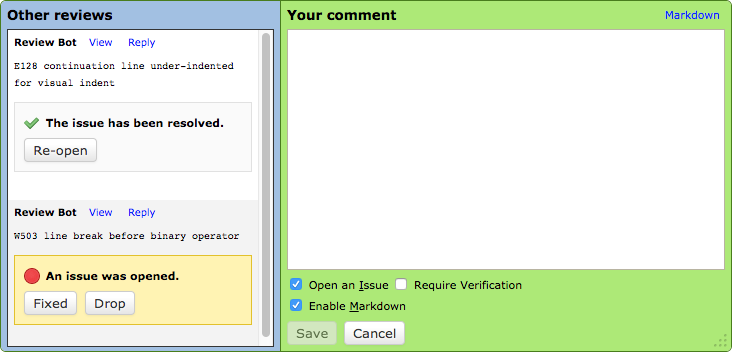 Other reviews
Review Bot View Reply
E128 continuation line under-indented
for visual indent
The issue has been resolved.
Re-open
Review Bot View Reply
W503 line break before binary operator
An issue was opened.
Fixed Drop
Your comment Markdown
Open an Issue Require Verification
Enable Markdown
Save Cancel